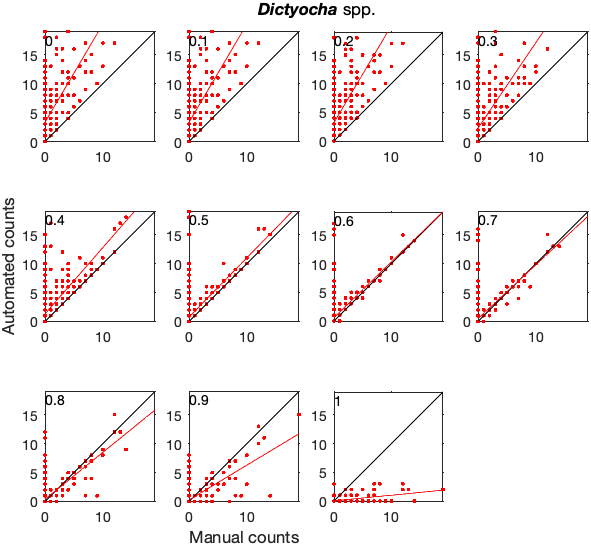 Dictyocha spp.
0 0.1 0.2 0.3
15 15 15 15
10 10 10 10
5 5 5 5
0 0 0 0
0 10 0 10 0 10 0 10
Automated counts
0.4 0.5 0.6 0.7
15 15 15 15
10 10 10 10
5 5 5 5
0 0 0 0
0 10 0 10 0 10 0 10
0.8 0.9 1
15 15 15
10 10 10
5 5 5
0 0 0
0 10 0 10 0 10
Manual counts